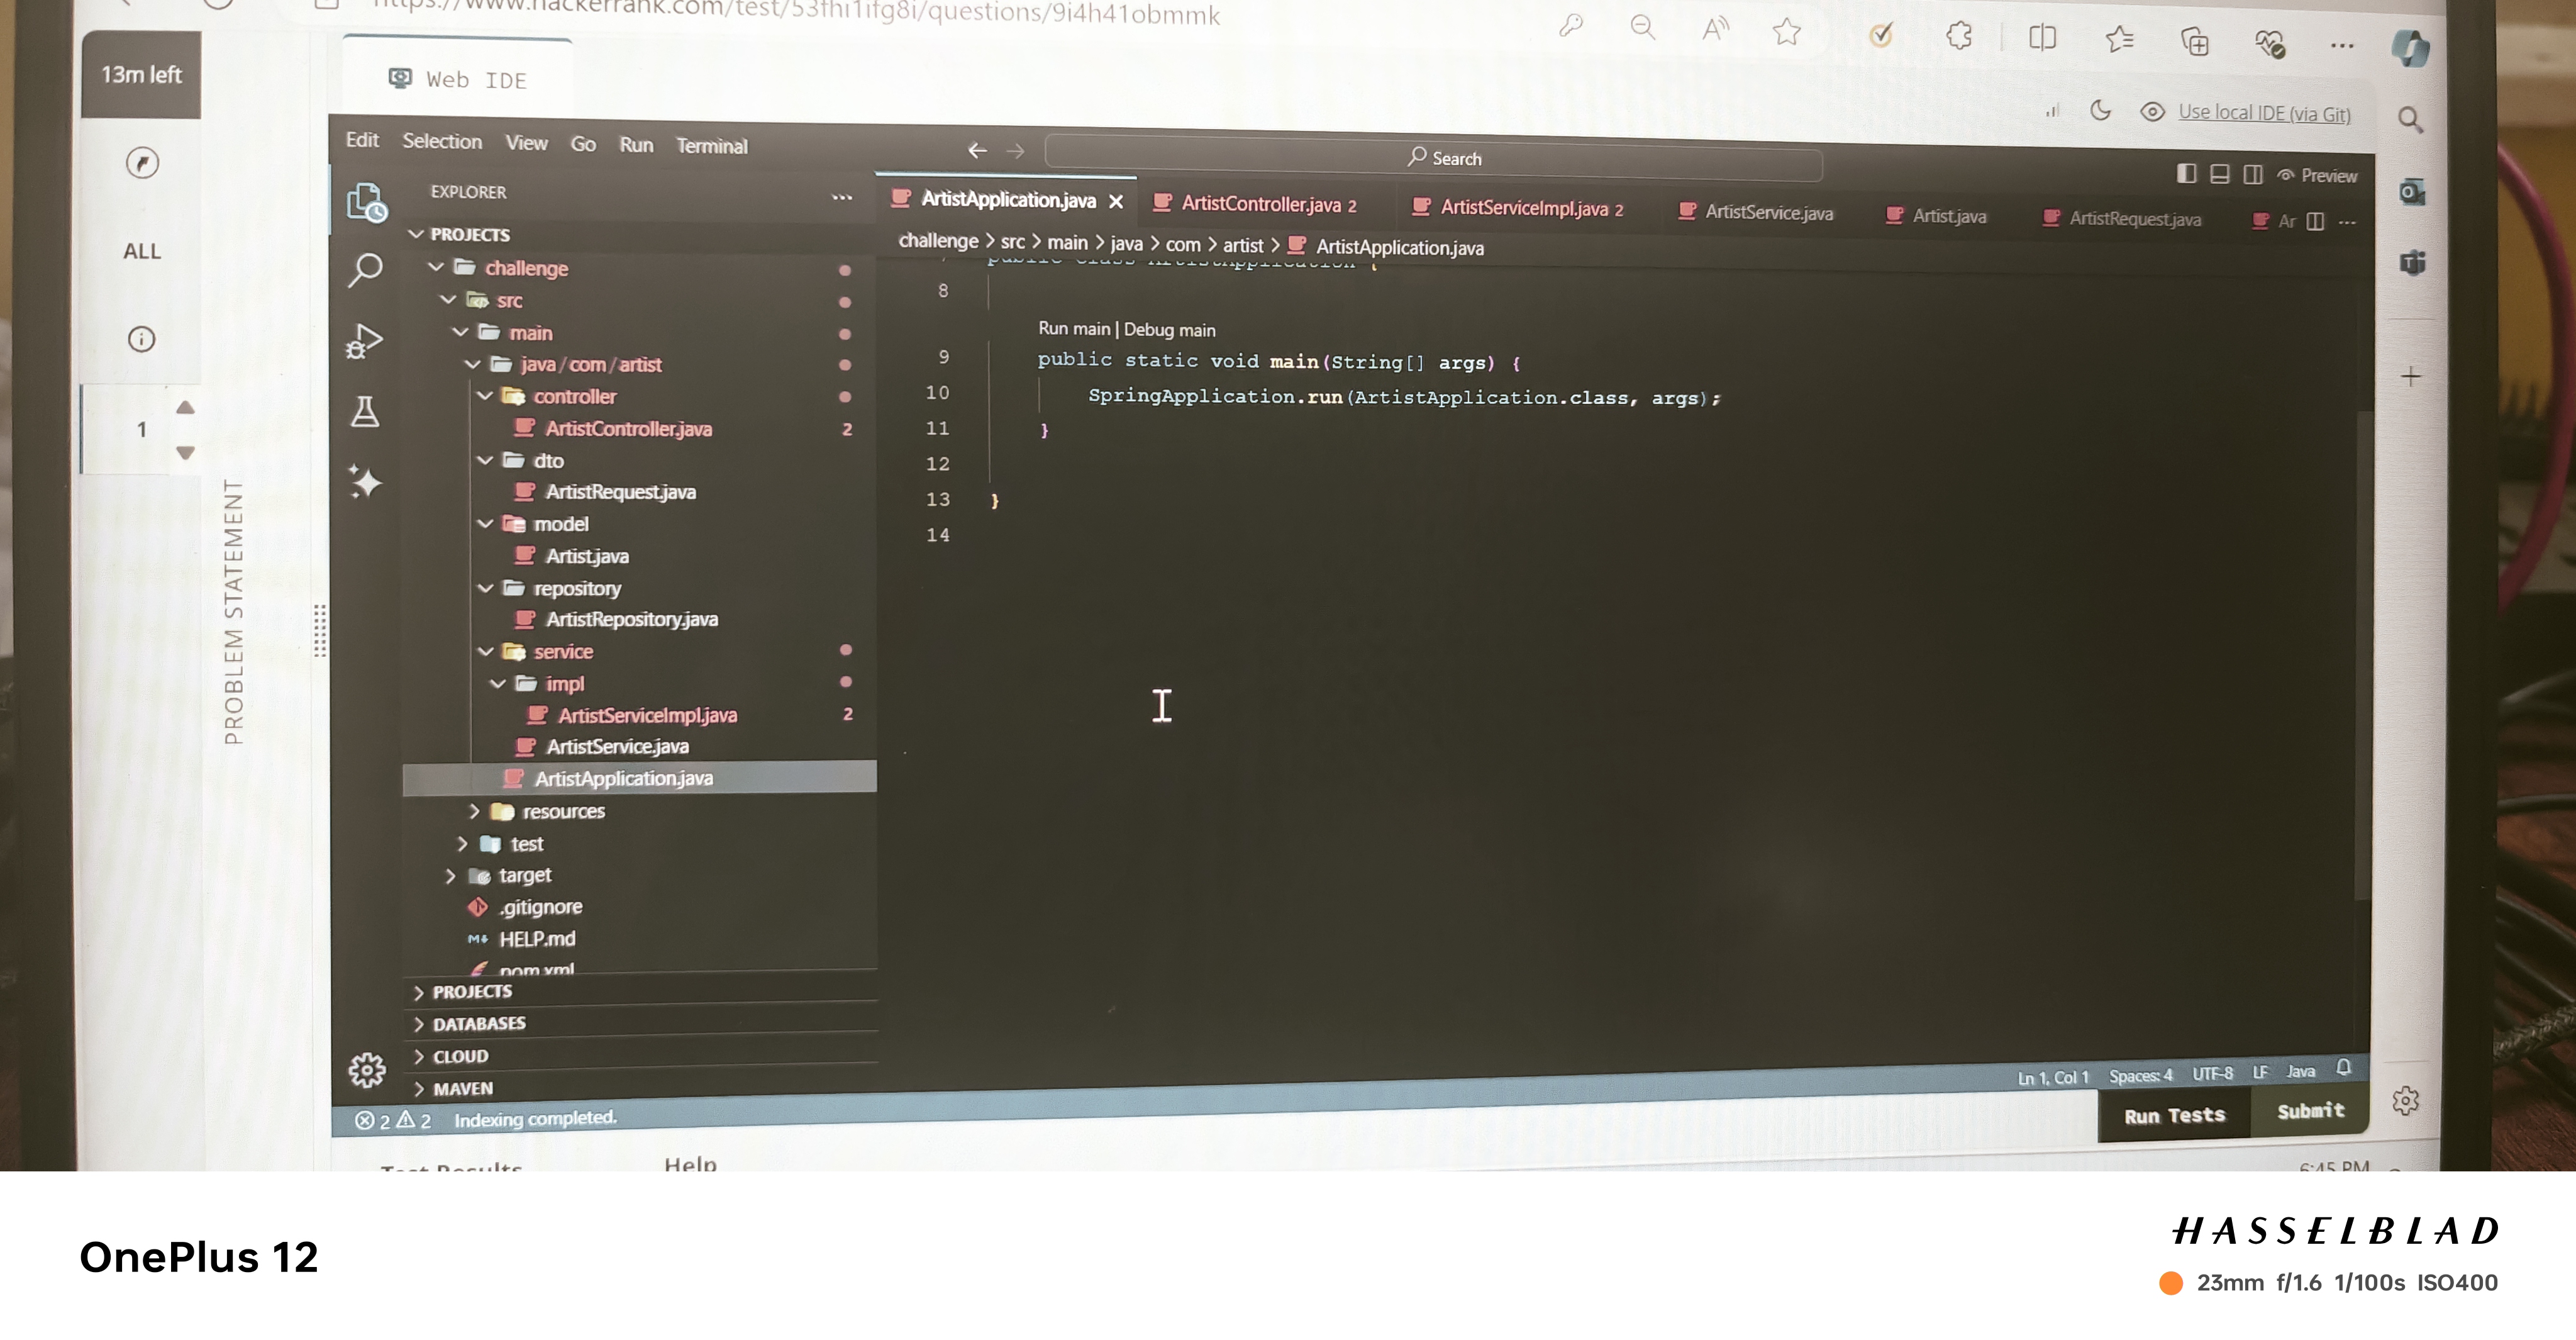 https://www.hackerrank.com/test/53fhi1ifg8i/questions/9i4h41obmmk
13m left
Web IDE
Use local IDE (via Git)
Edit Selection View Go Run Terminal
Search
Preview
EXPLORER
ArtistApplication.java
ArtistController.java 2
ArtistServiceImpl.java 2
ArtistService.java
Artist.java
ArtistRequest.java
Ar
PROJECTS
challenge > src > main > java > com > artist > ArtistApplication.java
challenge
src
main
java/com/artist
controller
ArtistController.java 2
dto
ArtistRequest.java
model
Artist.java
repository
ArtistRepository.java
service
impl
ArtistServiceImpl.java 2
ArtistService.java
ArtistApplication.java
resources
test
target
.gitignore
HELP.md
pom.xml
PROJECTS
DATABASES
CLOUD
MAVEN
ALL
1
PROBLEM STATEMENT
public class ArtistApplication {
8
Run main | Debug main
9 public static void main(String[] args) {
10 SpringApplication.run(ArtistApplication.class, args);
11 }
12
13 }
14
2 2 Indexing completed.
Ln 1, Col 1 Spaces: 4 UTF-8 LF Java
Run Tests Submit
Test Results Help
6:45 PM
OnePlus 12
HASSELBLAD
23mm f/1.6 1/100s ISO400